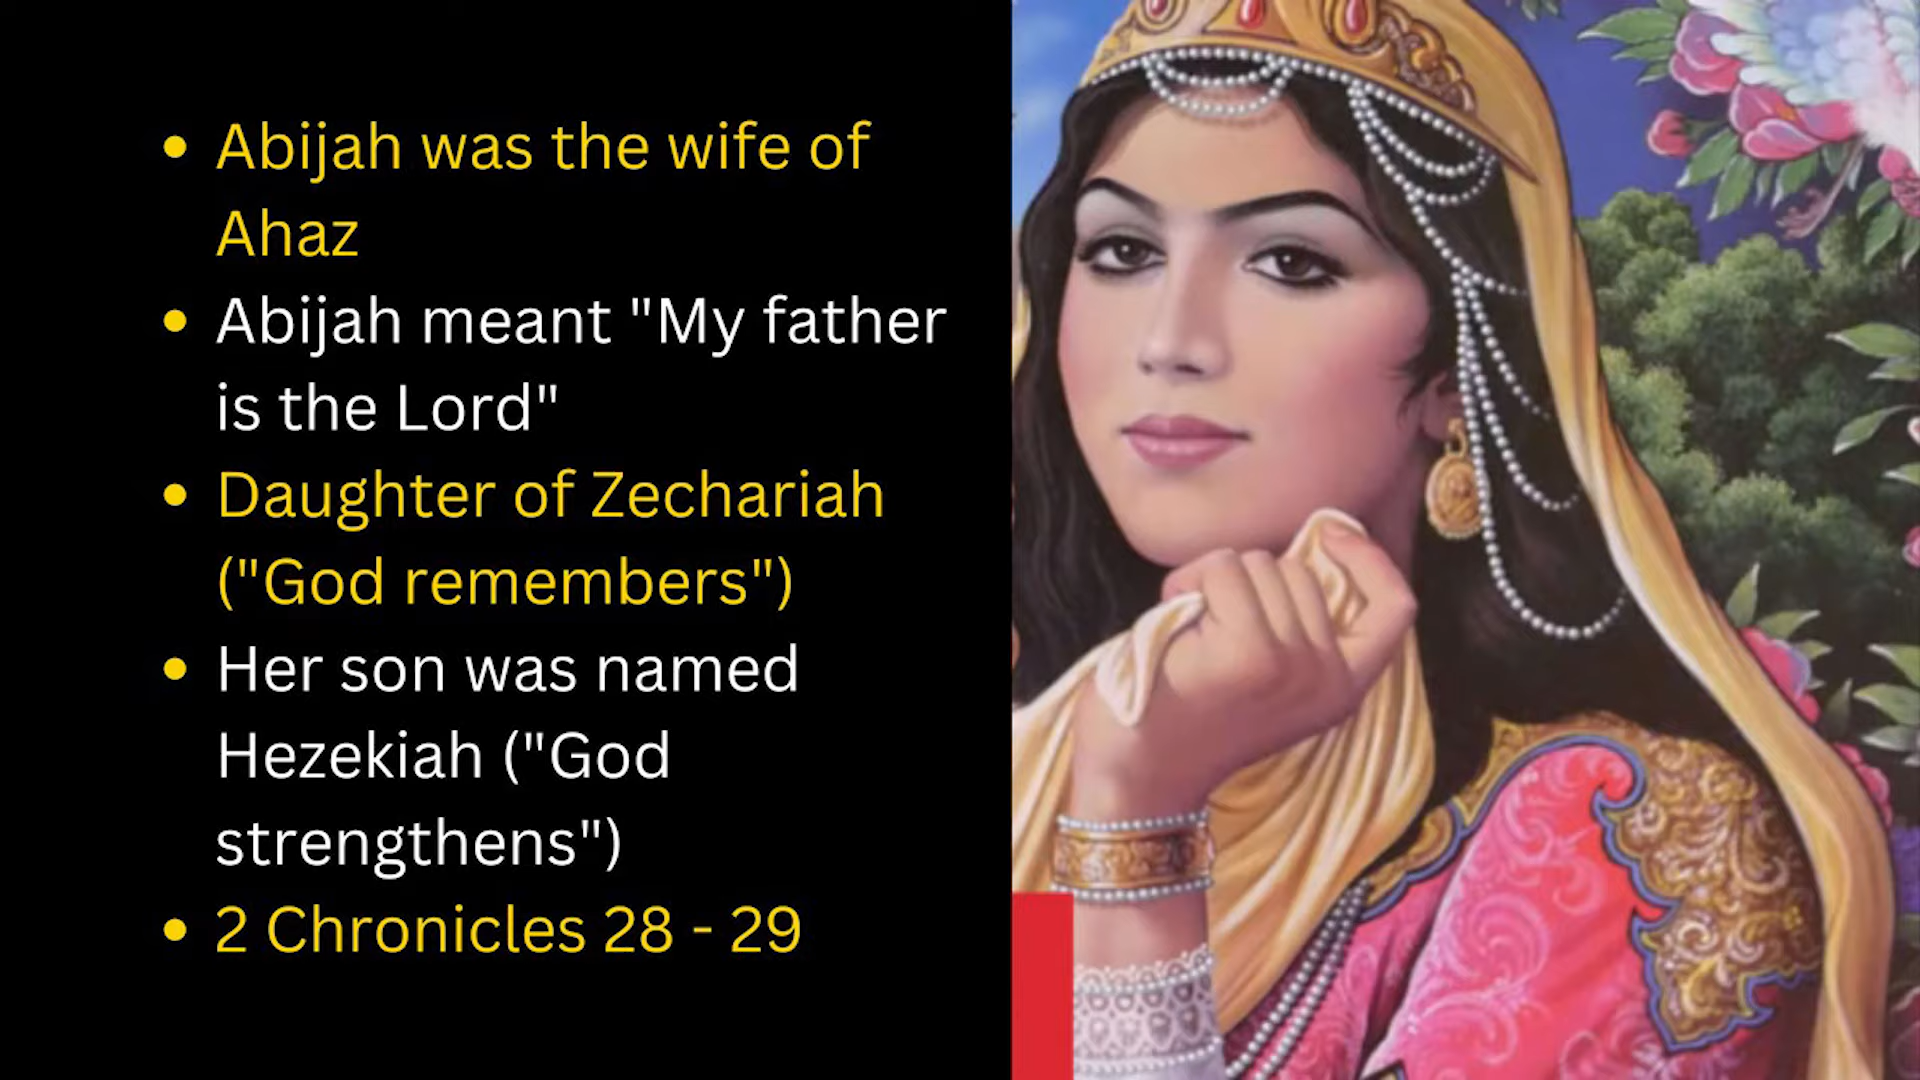 Abijah was the wife of
Ahaz
Abijah meant "My father
is the Lord"
Daughter of Zechariah
("God remembers")
Her son was named
Hezekiah ("God
strengthens")
2 Chronicles 28 - 29